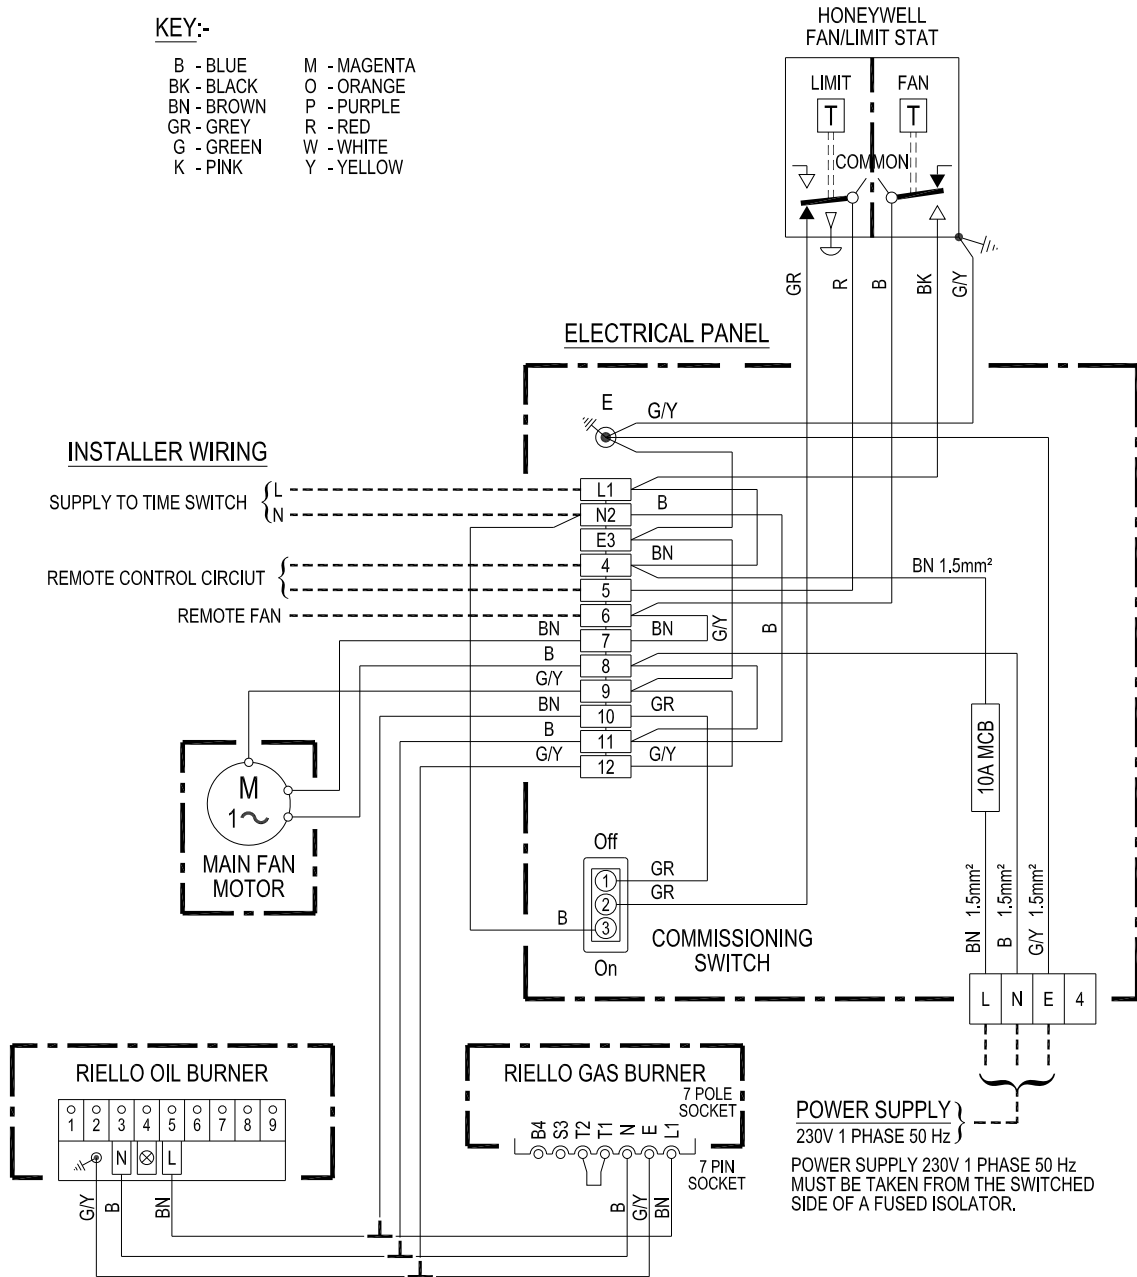 KEY:-
B - BLUE
BK - BLACK
BN - BROWN
GR - GREY
G - GREEN
K - PINK
M - MAGENTA
O - ORANGE
P - PURPLE
R - RED
W - WHITE
Y - YELLOW
HONEYWELL
FAN/LIMIT STAT
LIMIT
FAN
T
T
COMMON
GR
R
B
BK
G/Y
ELECTRICAL PANEL
E
G/Y
INSTALLER WIRING
SUPPLY TO TIME SWITCH
L
N
REMOTE CONTROL CIRCIUT
REMOTE FAN
L1
N2
E3
4
5
6
7
8
9
10
11
12
B
BN
BN
G/Y
B
GR
G/Y
BN
B
G/Y
BN
B
G/Y
BN 1.5mm²
10A MCB
M
1~
MAIN FAN
MOTOR
Off
1
2
3
On
GR
GR
B
COMMISSIONING
SWITCH
BN 1.5mm²
B 1.5mm²
G/Y 1.5mm²
L N E 4
RIELLO OIL BURNER
1 2 3 4 5 6 7 8 9
N
L
G/Y
B
BN
RIELLO GAS BURNER
7 POLE
SOCKET
B4 S3 T2 T1 N E L1
7 PIN
SOCKET
B
G/Y
BN
POWER SUPPLY
230V 1 PHASE 50 Hz
POWER SUPPLY 230V 1 PHASE 50 Hz
MUST BE TAKEN FROM THE SWITCHED
SIDE OF A FUSED ISOLATOR.